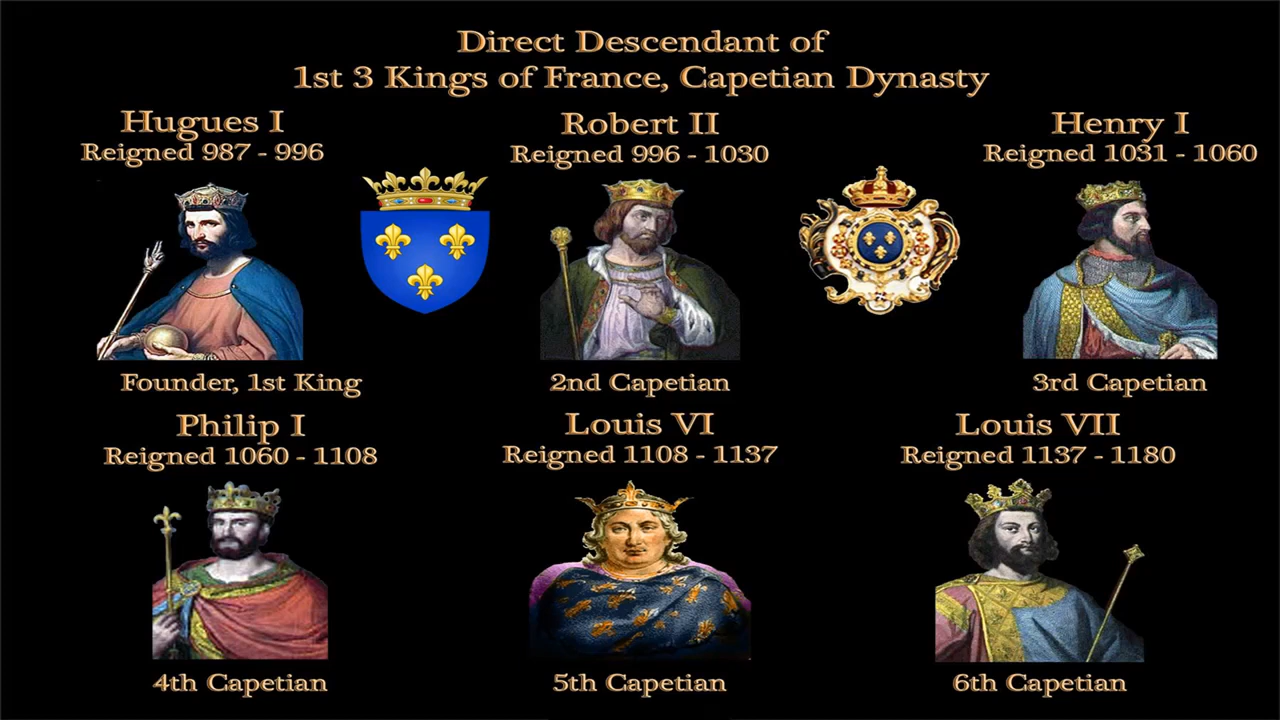 Direct Descendant of
1st 3 Kings of France, Capetian Dynasty
Hugues I
Reigned 987 - 996
Robert II
Reigned 996 - 1030
Henry I
Reigned 1031 - 1060
Founder, 1st King
2nd Capetian
3rd Capetian
Philip I
Reigned 1060 - 1108
Louis VI
Reigned 1108 - 1137
Louis VII
Reigned 1137 - 1180
4th Capetian
5th Capetian
6th Capetian